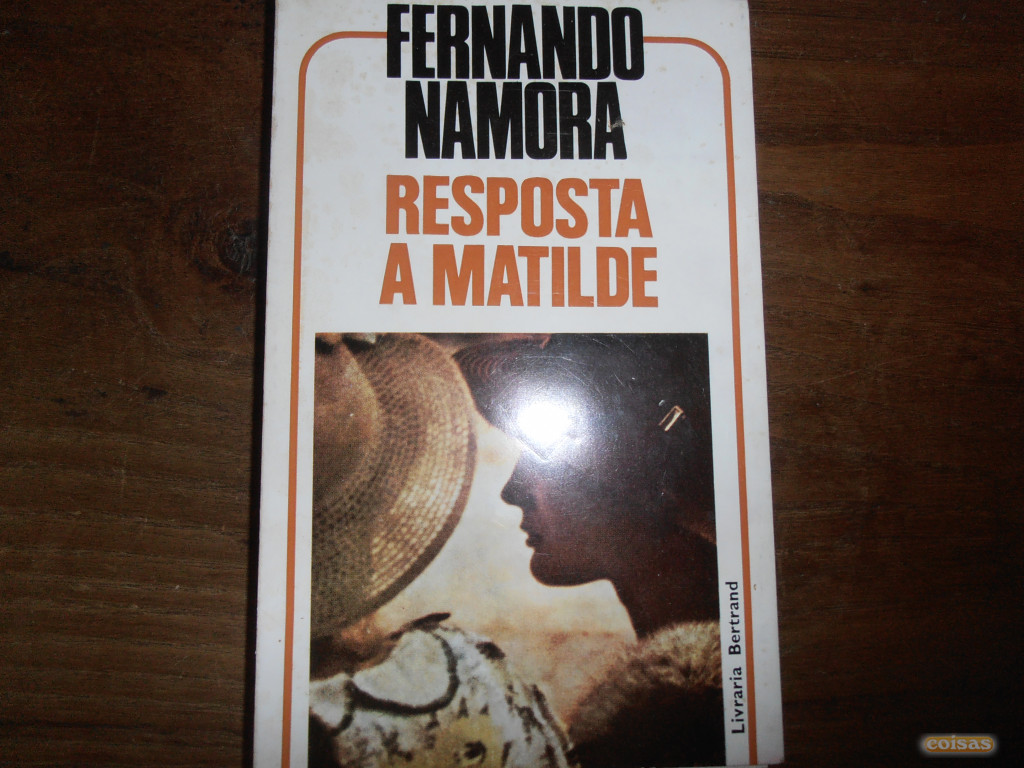 FERNANDO
NAMORA
RESPOSTA
A MATILDE
Livraria Bertrand
coisas